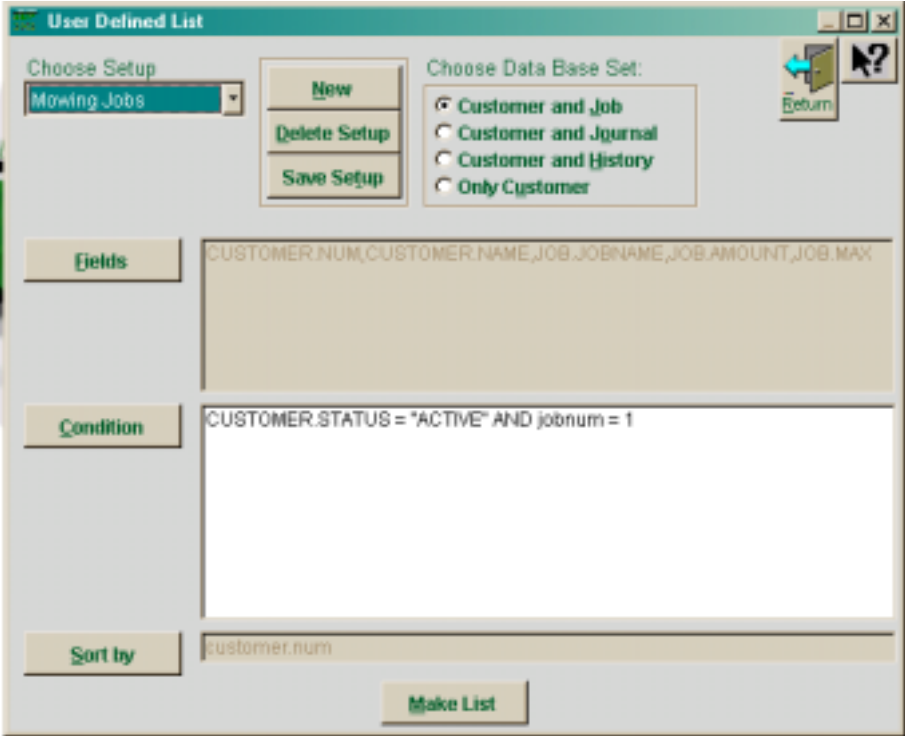 User Defined List
Choose Setup
Mowing Jobs
New
Delete Setup
Save Setup
Choose Data Base Set:
Customer and Job
Customer and Journal
Customer and History
Only Customer
Return
?
Fields
CUSTOMER.NUM,CUSTOMER.NAME,JOB.JOBNAME,JOB.AMOUNT,JOB.MAX
Condition
CUSTOMER.STATUS = "ACTIVE" AND jobnum = 1
Sort by
customer.num
Make List